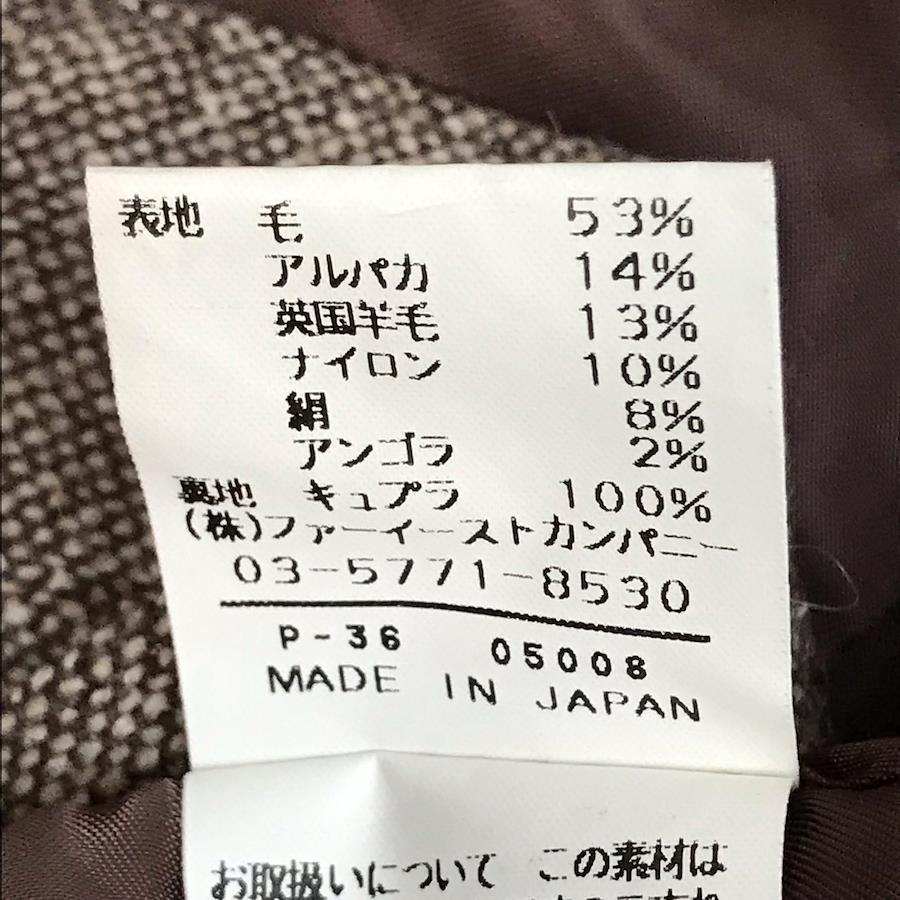 表地 毛 53%
アルパカ 14%
英国羊毛 13%
ナイロン 10%
絹 8%
アンゴラ 2%
裏地 キュプラ 100%
(株)ファーイーストカンパニー
03-5771-8530
P-36 05008
MADE IN JAPAN
お取扱いについて この素材は